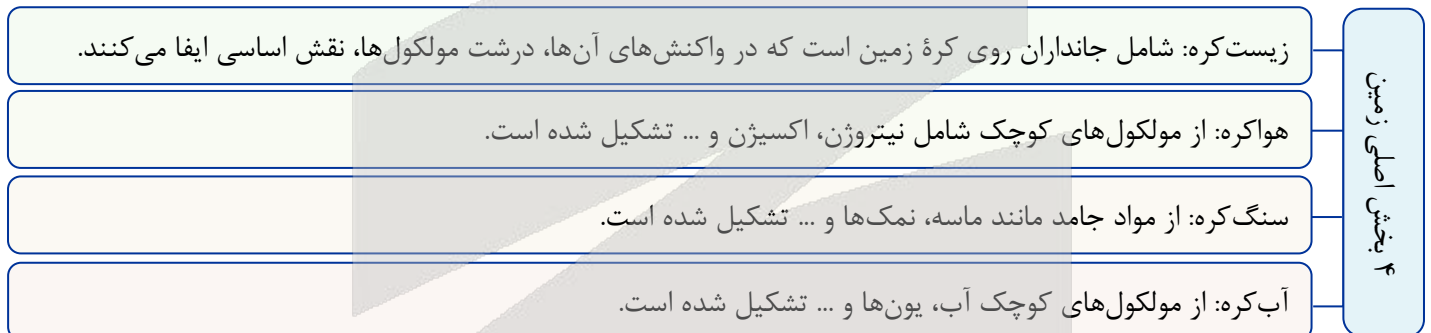 ۴ بخش اصلی زمین
زیست‌کره: شامل جانداران روی کرۀ زمین است که در واکنش‌های آن‌ها، درشت مولکول‌ها، نقش اساسی ایفا می‌کنند.
هواکره: از مولکول‌های کوچک شامل نیتروژن، اکسیژن و ... تشکیل شده است.
سنگ‌کره: از مواد جامد مانند ماسه، نمک‌ها و ... تشکیل شده است.
آب‌کره: از مولکول‌های کوچک آب، یون‌ها و ... تشکیل شده است.